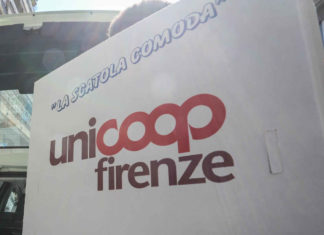 "LA SCATOLA COMODA"
unicoop
firenze